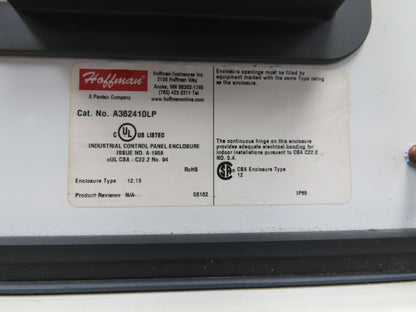 Hoffman
A Pentair Company
Hoffman Enclosures Inc.
2100 Hoffman Way
Anoka, MN 55303-1745
(763) 422-2211 Tel
www.hoffmanonline.com
Cat. No. A362410LP
C UL US LISTED
INDUSTRIAL CONTROL PANEL ENCLOSURE
ISSUE NO. A-1958
cUL CSA - C22.2 No. 94
RoHS
Enclosure Type 12,13
Product Revision N/A
G8162
Enclosure openings must be filled by
equipment marked with the same Type rating
as the enclosure.
The continuous hinge on this enclosure
provides adequate electrical bonding for
indoor installations pursuant to CSA C22.2
NO. 0.4.
CSA Enclosure Type
12
IP65